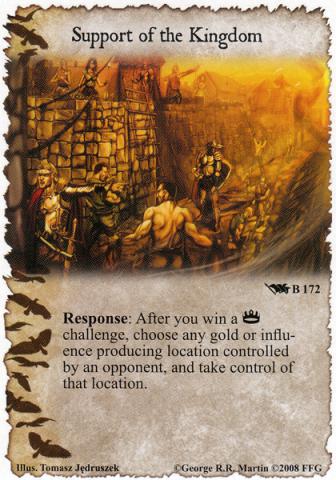 Support of the Kingdom
B 172
Response: After you win a
challenge, choose any gold or influ-
ence producing location controlled
by an opponent, and take control of
that location.
Illus. Tomasz Jędruszek ©George R.R. Martin ©2008 FFG